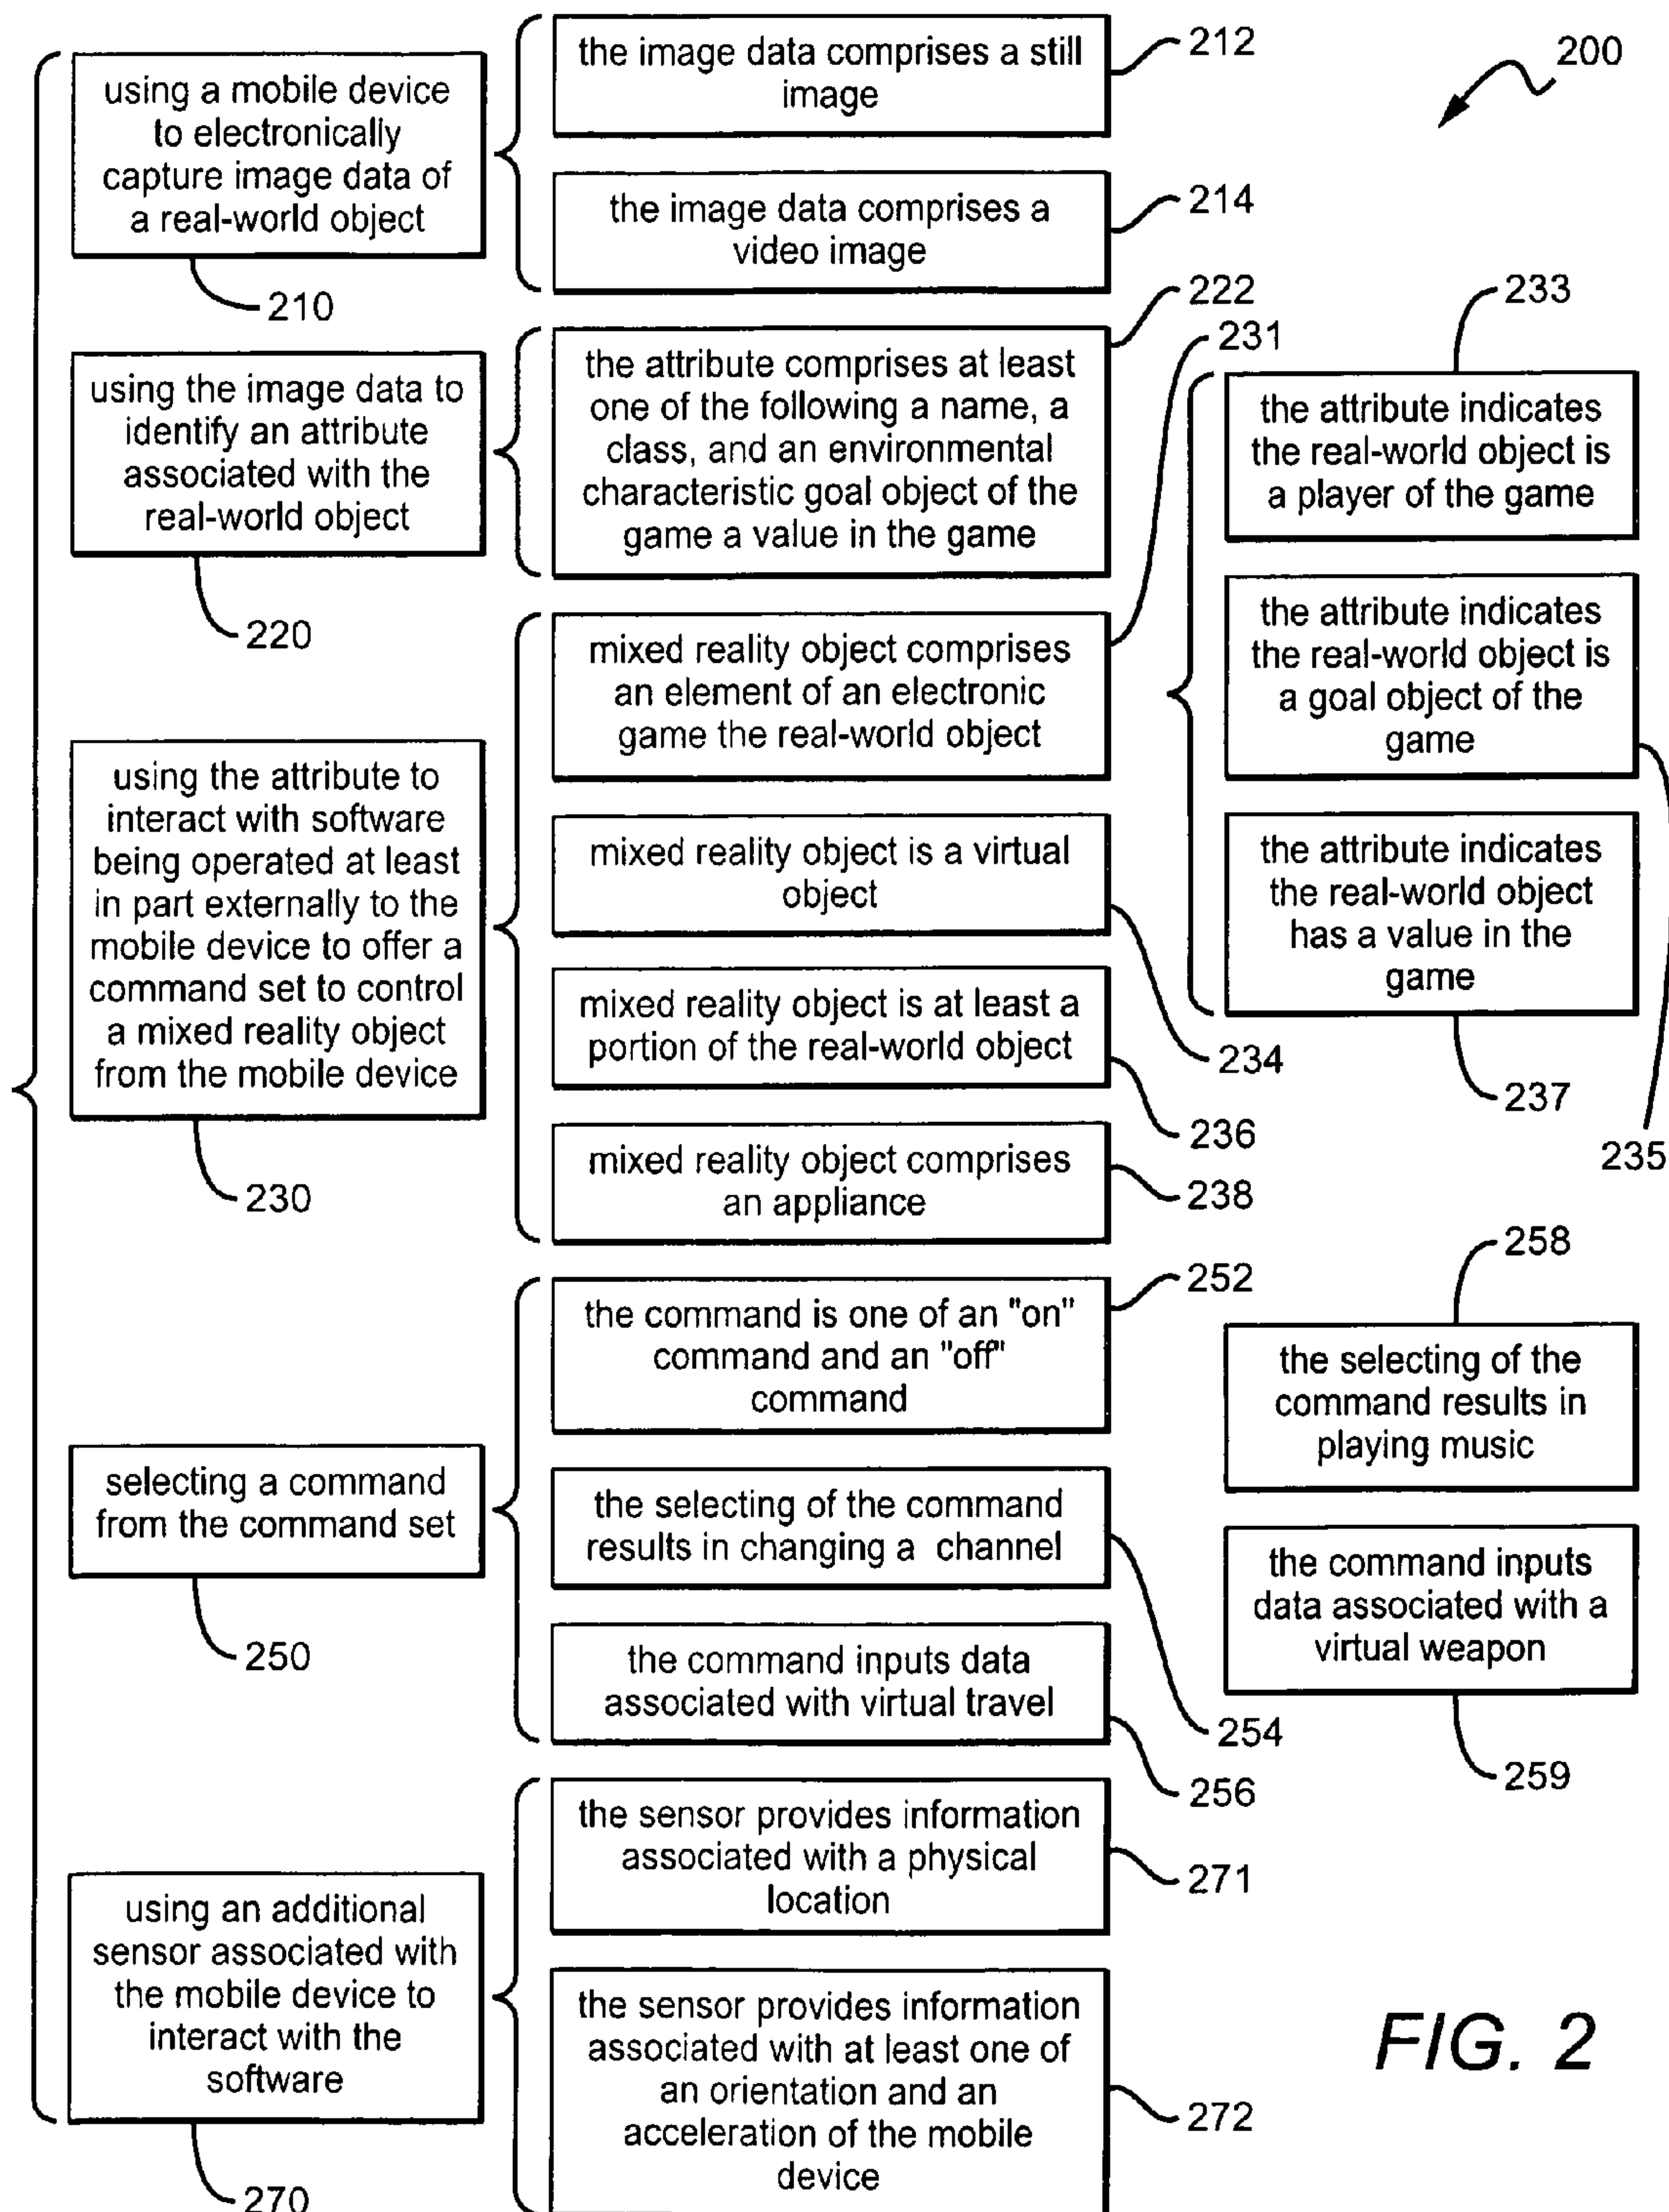 200
using a mobile device
to electronically
capture image data of
a real-world object
210
the image data comprises a still
image
212
the image data comprises a
video image
214
using the image data to
identify an attribute
associated with the
real-world object
220
the attribute comprises at least
one of the following a name, a
class, and an environmental
characteristic goal object of the
game a value in the game
222
using the attribute to
interact with software
being operated at least
in part externally to the
mobile device to offer a
command set to control
a mixed reality object
from the mobile device
230
mixed reality object comprises
an element of an electronic
game the real-world object
231
the attribute indicates
the real-world object is
a player of the game
233
the attribute indicates
the real-world object is
a goal object of the
game
235
the attribute indicates
the real-world object
has a value in the
game
237
mixed reality object is a virtual
object
234
mixed reality object is at least a
portion of the real-world object
236
mixed reality object comprises
an appliance
238
selecting a command
from the command set
250
the command is one of an "on"
command and an "off"
command
252
the selecting of the command
results in changing a channel
254
the command inputs data
associated with virtual travel
256
258
the selecting of the
command results in
playing music
the command inputs
data associated with a
virtual weapon
259
using an additional
sensor associated with
the mobile device to
interact with the
software
270
the sensor provides information
associated with a physical
location
271
the sensor provides information
associated with at least one of
an orientation and an
acceleration of the mobile
device
272
FIG. 2